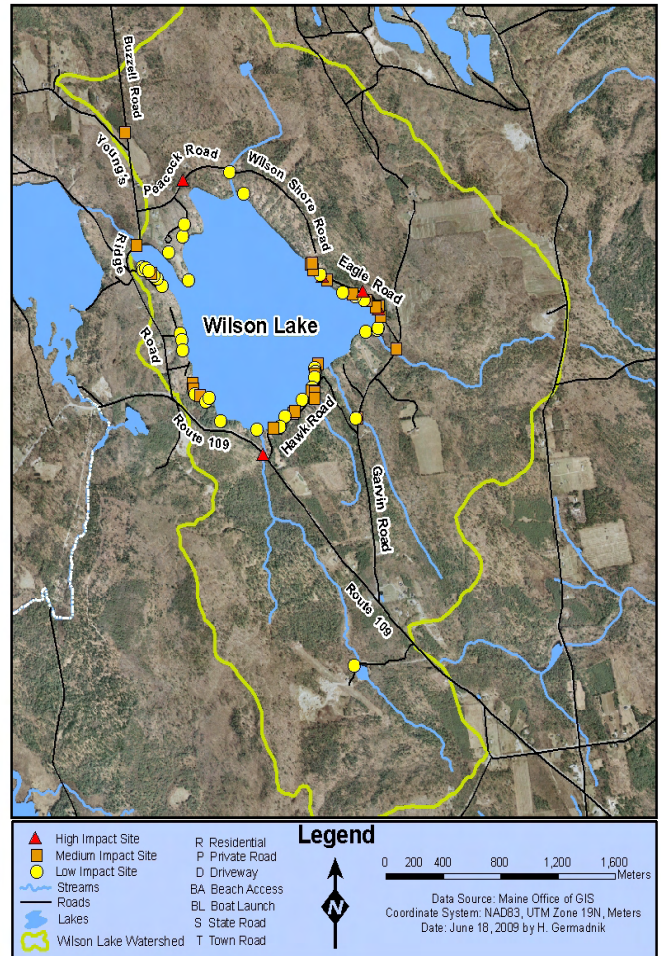 Buzzell Road
Young's
Peacock Road
Wilson Shore
Road
Ridge
Eagle Road
Wilson Lake
Road
Route 109
Hawk Road
Garvin Road
Route 109
Legend
High Impact Site
Medium Impact Site
Low Impact Site
Streams
Roads
Lakes
Wilson Lake Watershed
R Residential
P Private Road
D Driveway
BA Beach Access
BL Boat Launch
S State Road
T Town Road
N
0 200 400 800 1,200 1,600
Meters
Data Source: Maine Office of GIS
Coordinate System: NAD83, UTM Zone 19N, Meters
Date: June 18, 2009 by H. Germadnik